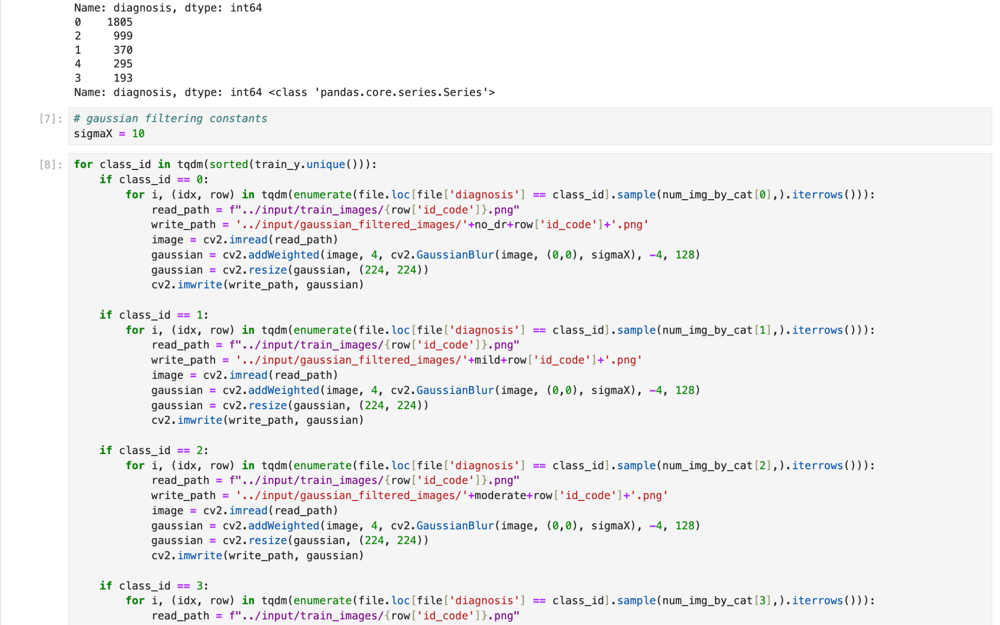 Name: diagnosis, dtype: int64
0    1805
2     999
1     370
4     295
3     193
Name: diagnosis, dtype: int64 <class 'pandas.core.series.Series'>
[7]: # gaussian filtering constants
sigmaX = 10
[8]: for class_id in tqdm(sorted(train_y.unique())):
    if class_id == 0:
        for i, (idx, row) in tqdm(enumerate(file.loc[file['diagnosis'] == class_id].sample(num_img_by_cat[0],).iterrows())):
            read_path = f"../input/train_images/{row['id_code']}.png"
            write_path = '../input/gaussian_filtered_images/'+no_dr+row['id_code']+'.png'
            image = cv2.imread(read_path)
            gaussian = cv2.addWeighted(image, 4, cv2.GaussianBlur(image, (0,0), sigmaX), -4, 128)
            gaussian = cv2.resize(gaussian, (224, 224))
            cv2.imwrite(write_path, gaussian)
    if class_id == 1:
        for i, (idx, row) in tqdm(enumerate(file.loc[file['diagnosis'] == class_id].sample(num_img_by_cat[1],).iterrows())):
            read_path = f"../input/train_images/{row['id_code']}.png"
            write_path = '../input/gaussian_filtered_images/'+mild+row['id_code']+'.png'
            image = cv2.imread(read_path)
            gaussian = cv2.addWeighted(image, 4, cv2.GaussianBlur(image, (0,0), sigmaX), -4, 128)
            gaussian = cv2.resize(gaussian, (224, 224))
            cv2.imwrite(write_path, gaussian)
    if class_id == 2:
        for i, (idx, row) in tqdm(enumerate(file.loc[file['diagnosis'] == class_id].sample(num_img_by_cat[2],).iterrows())):
            read_path = f"../input/train_images/{row['id_code']}.png"
            write_path = '../input/gaussian_filtered_images/'+moderate+row['id_code']+'.png'
            image = cv2.imread(read_path)
            gaussian = cv2.addWeighted(image, 4, cv2.GaussianBlur(image, (0,0), sigmaX), -4, 128)
            gaussian = cv2.resize(gaussian, (224, 224))
            cv2.imwrite(write_path, gaussian)
    if class_id == 3:
        for i, (idx, row) in tqdm(enumerate(file.loc[file['diagnosis'] == class_id].sample(num_img_by_cat[3],).iterrows())):
            read_path = f"../input/train_images/{row['id_code']}.png"